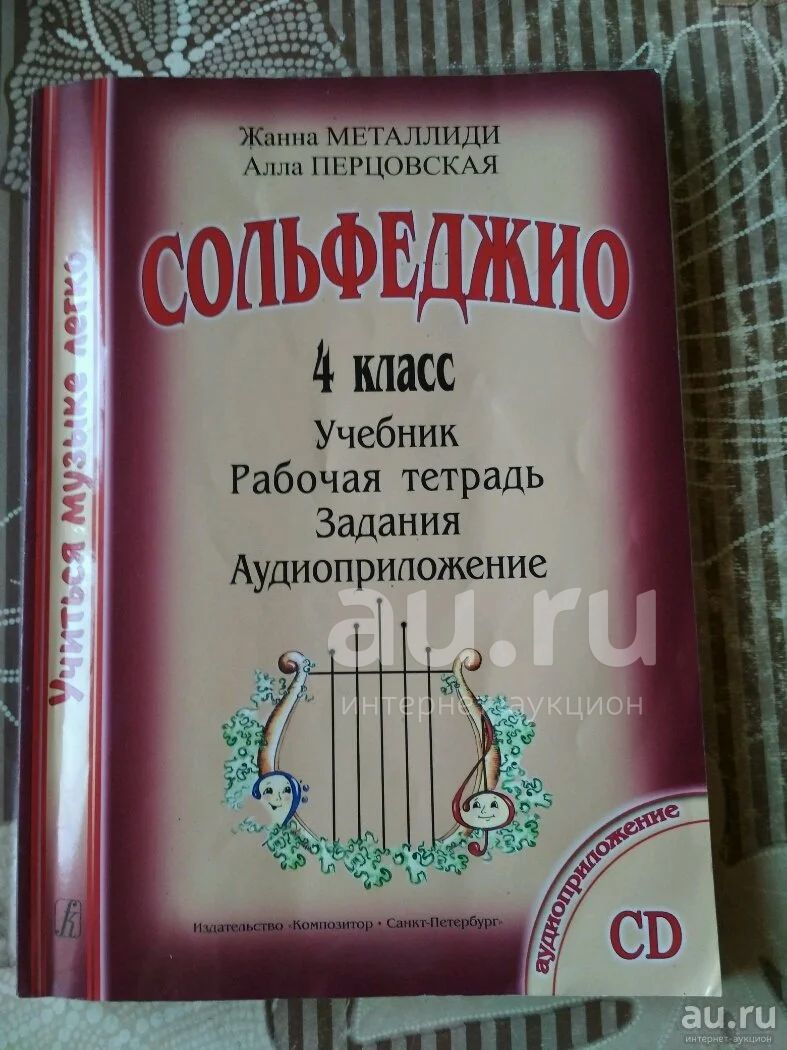 Жанна МЕТАЛЛИДИ
Алла ПЕРЦОВСКАЯ
СОЛЬФЕДЖИО
4 класс
Учебник
Рабочая тетрадь
Задания
Аудиоприложение
Учиться музыке легко
au.ru
интернет-аукцион
Издательство «Композитор • Санкт-Петербург»
аудиоприложение
CD
au.ru
интернет-аукцион